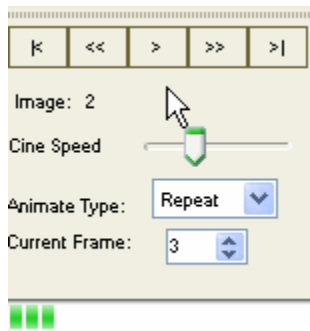 |< << > >> >|
Image: 2
Cine Speed
Animate Type: Repeat
Current Frame: 3